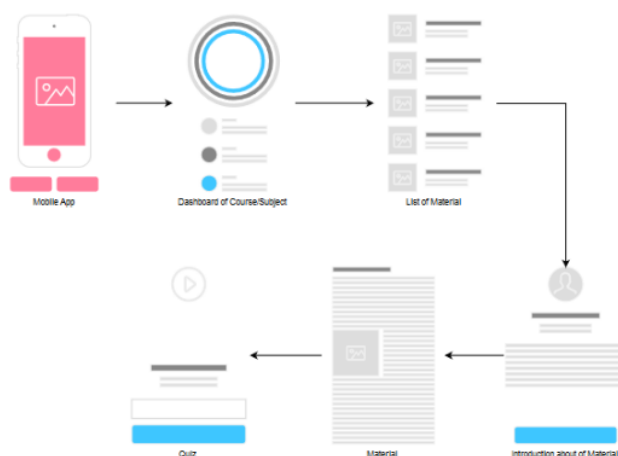 Mobile App
Dashboard of Course/Subject
List of Material
Quiz
Material
Introduction about of Material